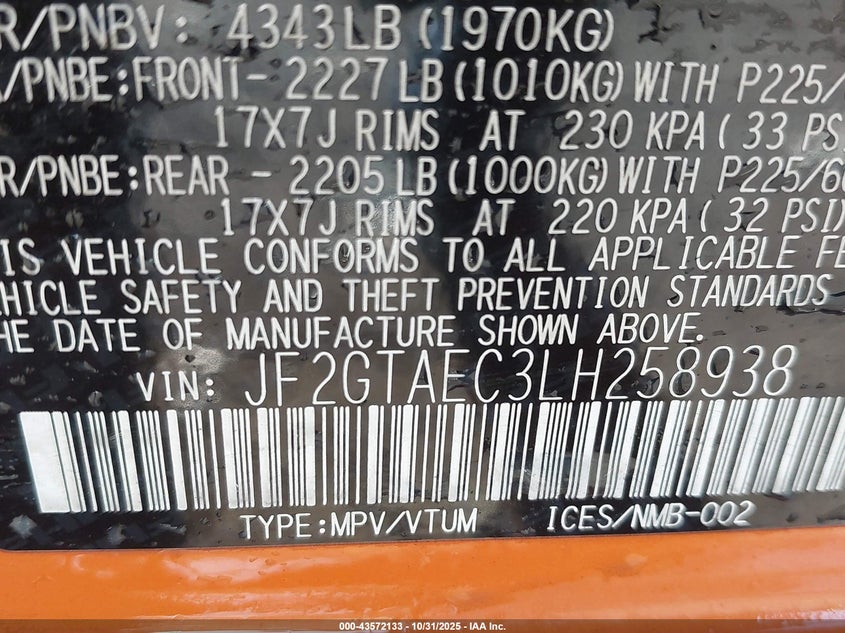 R/PNBV: 4343LB (1970KG)
/PNBE:FRONT- 2227 LB (1010KG) WITH P225/
17X7J RIMS AT 230 KPA ( 33 PSI
R/PNBE:REAR - 2205 LB (1000KG) WITH P225/60
17X7J RIMS AT 220 KPA ( 32 PSI)
IS VEHICLE CONFORMS TO ALL APPLICABLE FE
EHICLE SAFETY AND THEFT PREVENTION STANDARDS
HE DATE OF MANUFACTURE SHOWN ABOVE.
VIN: JF2GTAEC3LH258938
TYPE:MPV/VTUM ICES/NMB-002
000-43572133 - 10/31/2025 - IAA Inc.